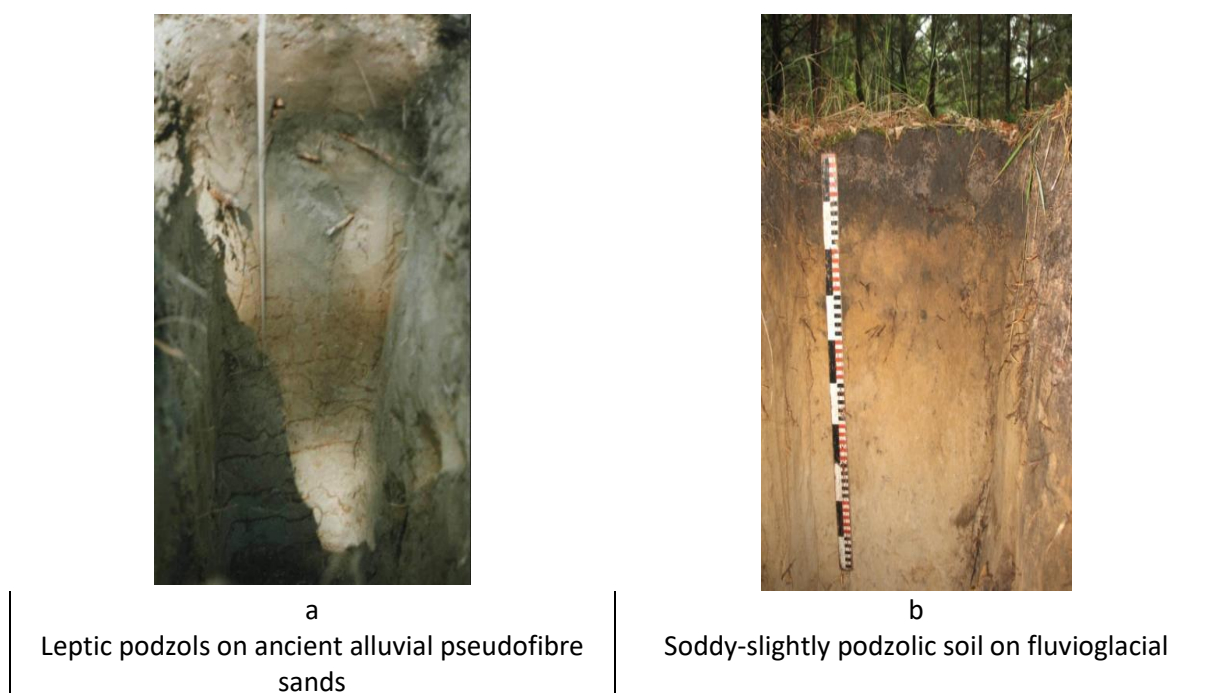 a
Leptic podzols on ancient alluvial pseudofibre
sands
b
Soddy-slightly podzolic soil on fluvioglacial